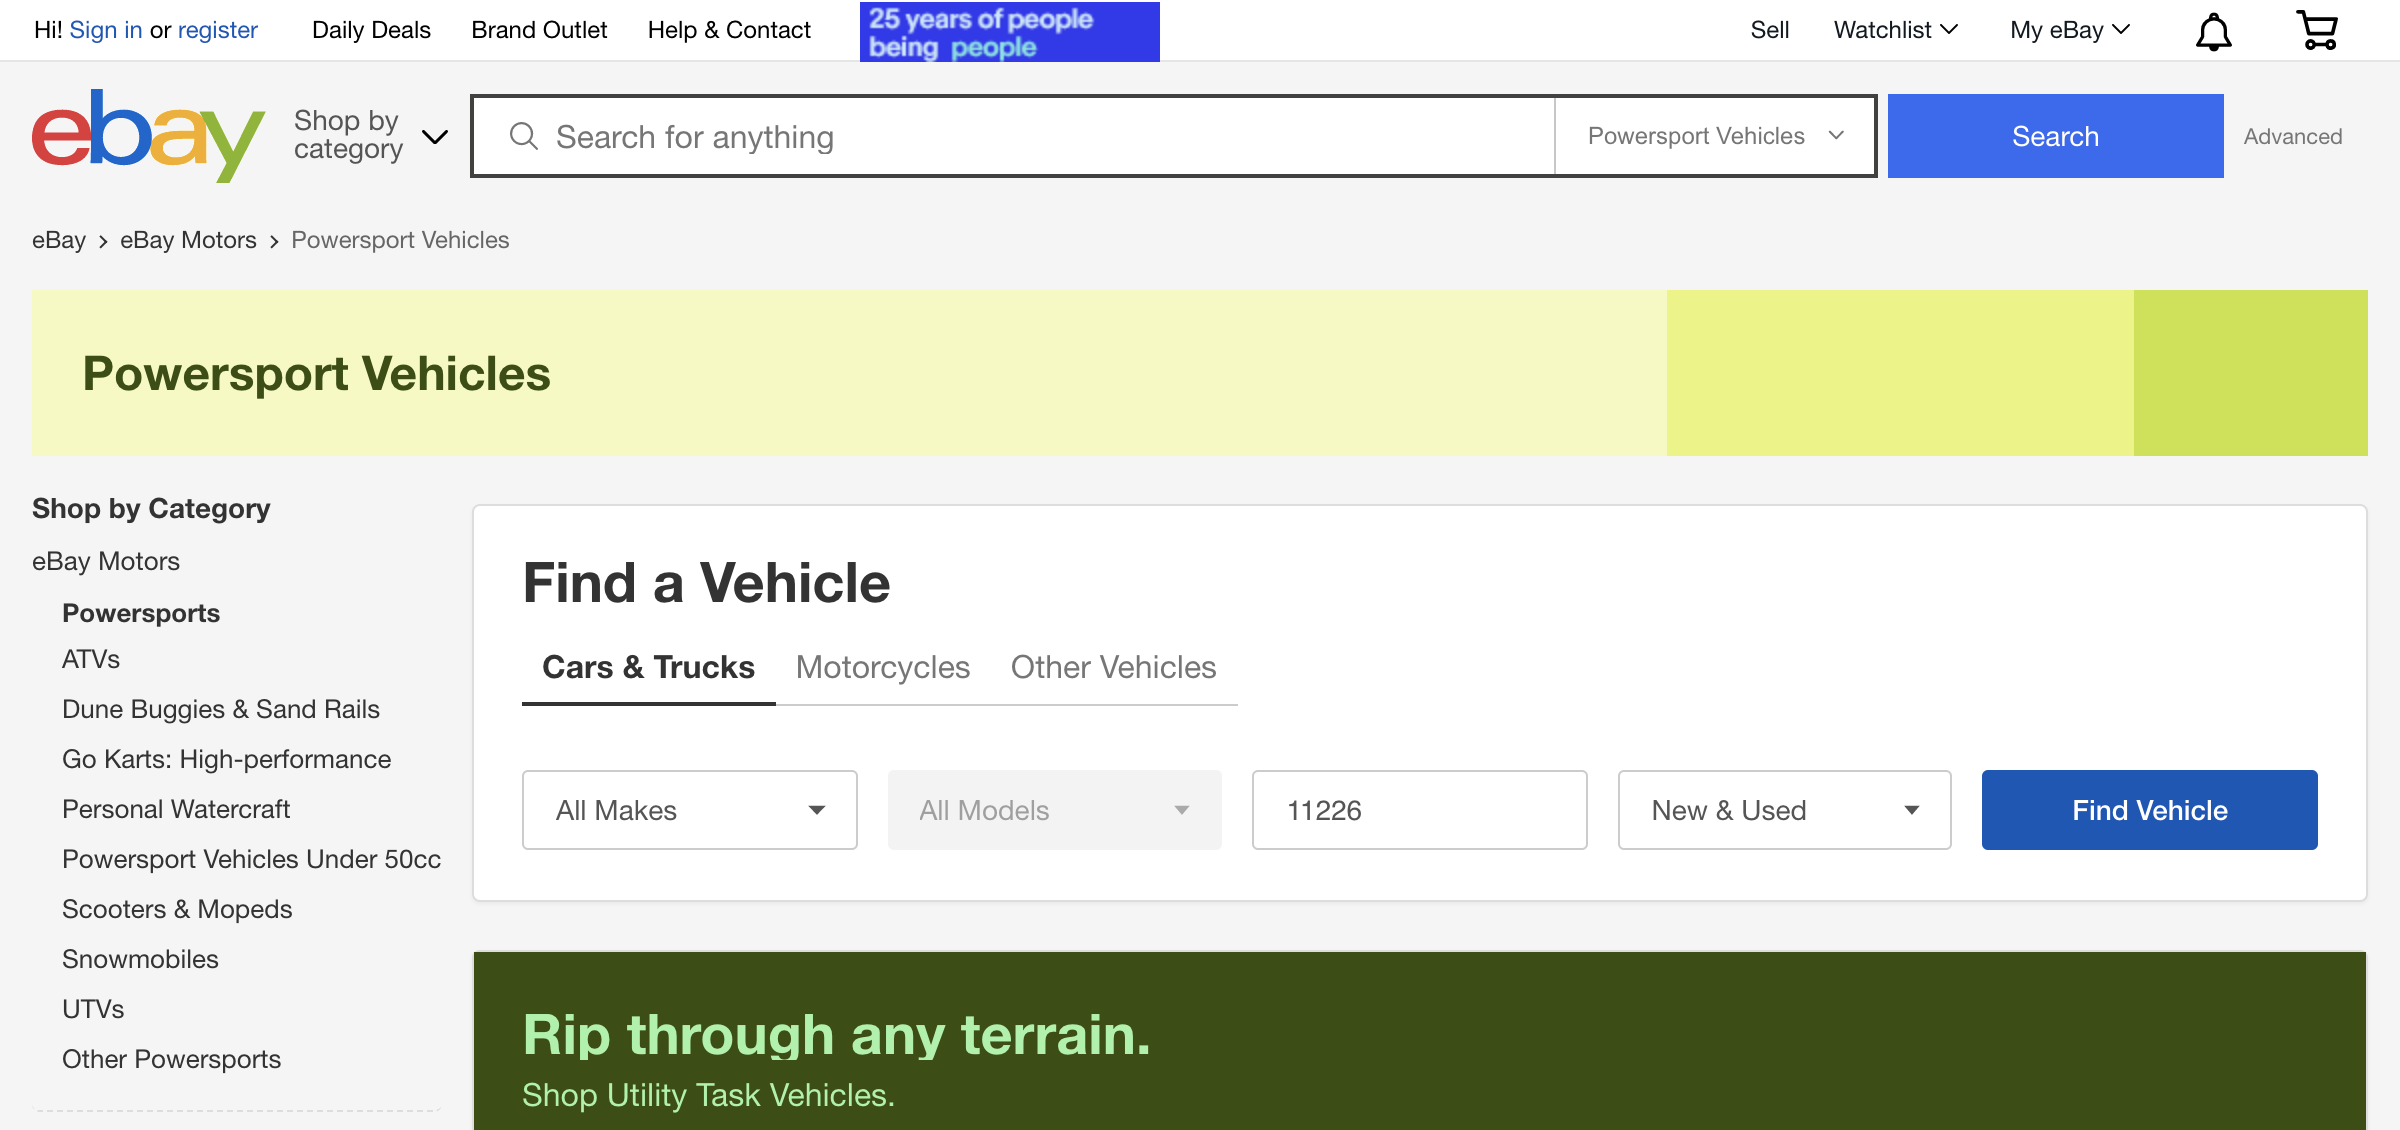 Hi! Sign in or register Daily Deals Brand Outlet Help & Contact 25 years of people being people Sell Watchlist My eBay
ebay Shop by category Search for anything Powersport Vehicles Search Advanced
eBay > eBay Motors > Powersport Vehicles
Powersport Vehicles
Shop by Category
eBay Motors
Powersports
ATVs
Dune Buggies & Sand Rails
Go Karts: High-performance
Personal Watercraft
Powersport Vehicles Under 50cc
Scooters & Mopeds
Snowmobiles
UTVs
Other Powersports
Find a Vehicle
Cars & Trucks Motorcycles Other Vehicles
All Makes All Models 11226 New & Used Find Vehicle
Rip through any terrain.
Shop Utility Task Vehicles.